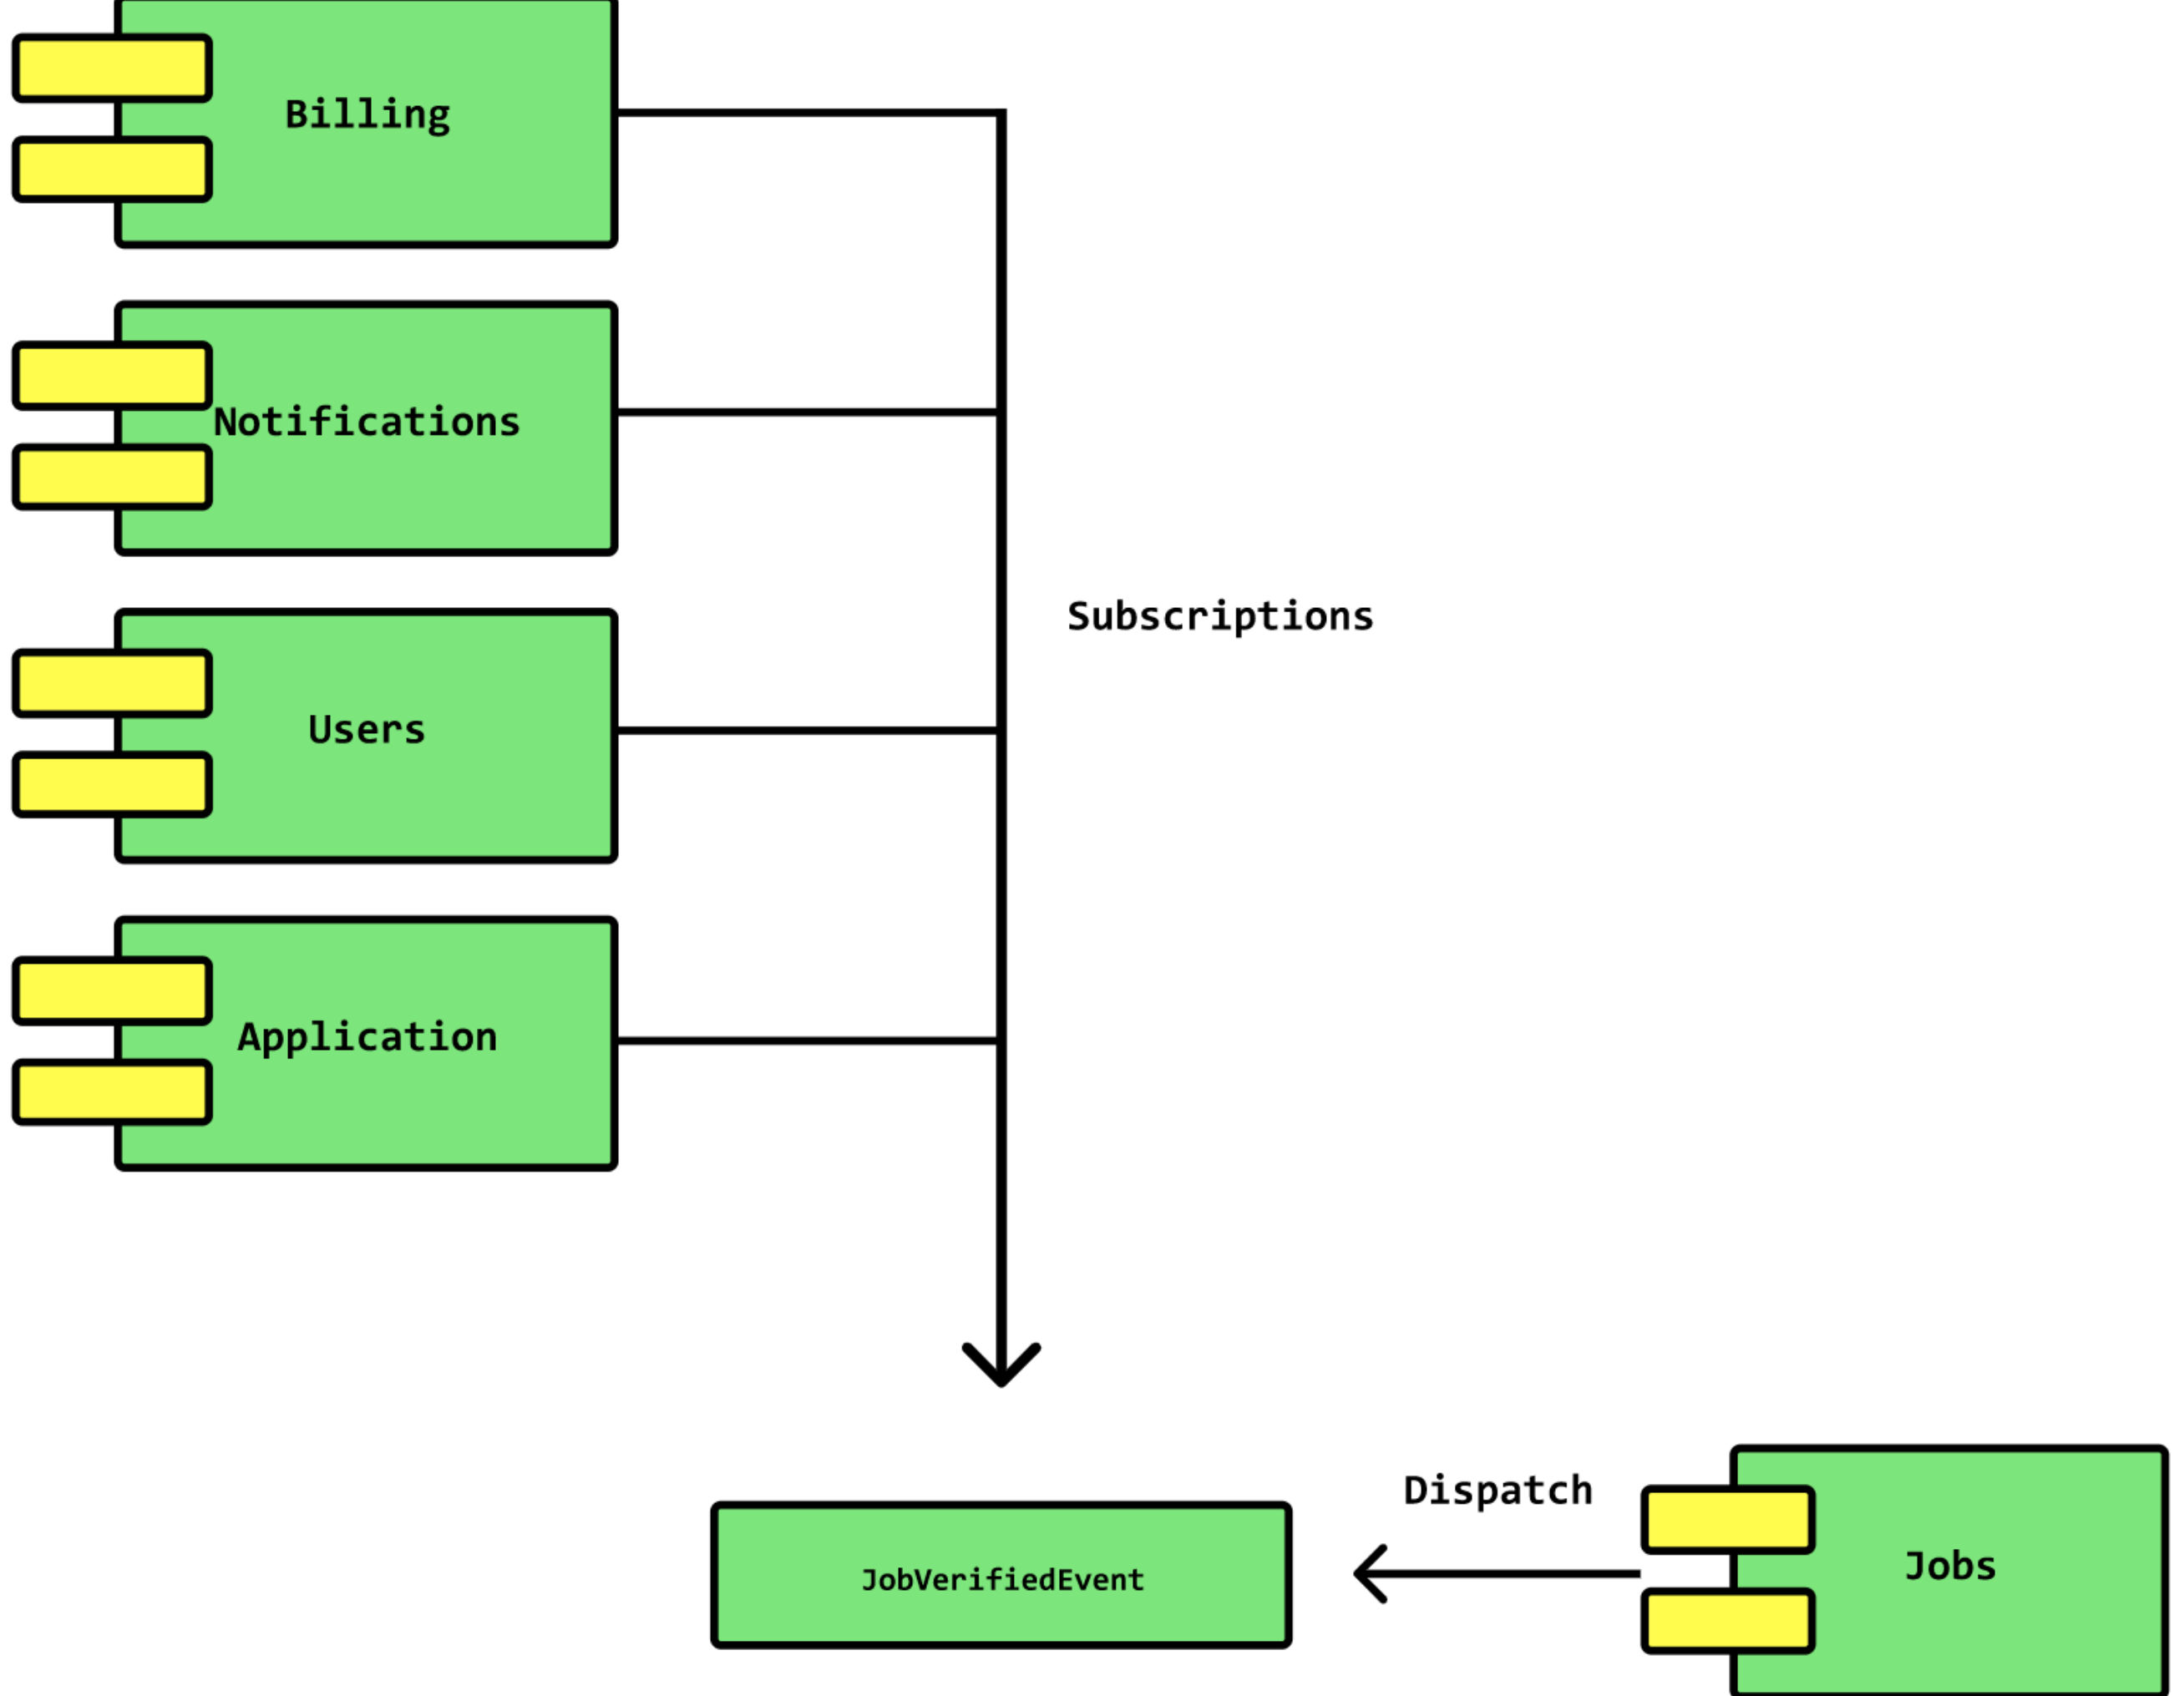 Billing
Notifications
Subscriptions
Users
Application
Dispatch
JobVerifiedEvent
Jobs